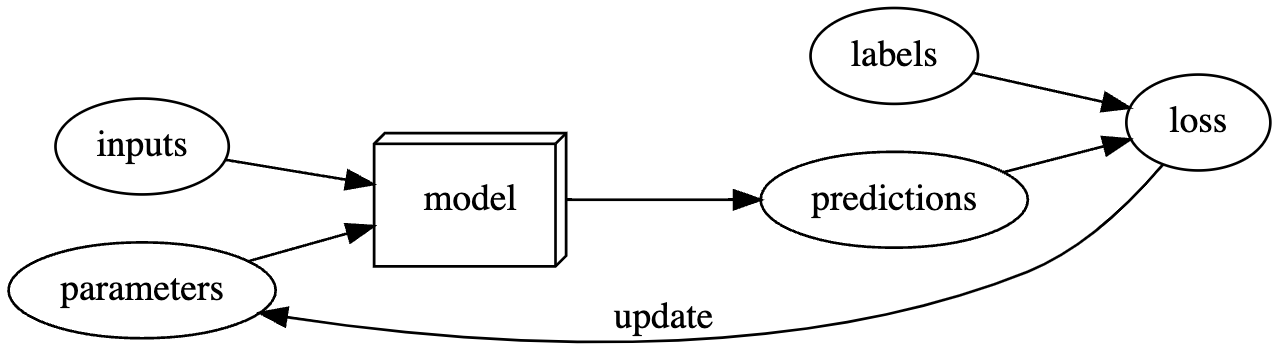 labels
inputs
loss
model
predictions
parameters
update